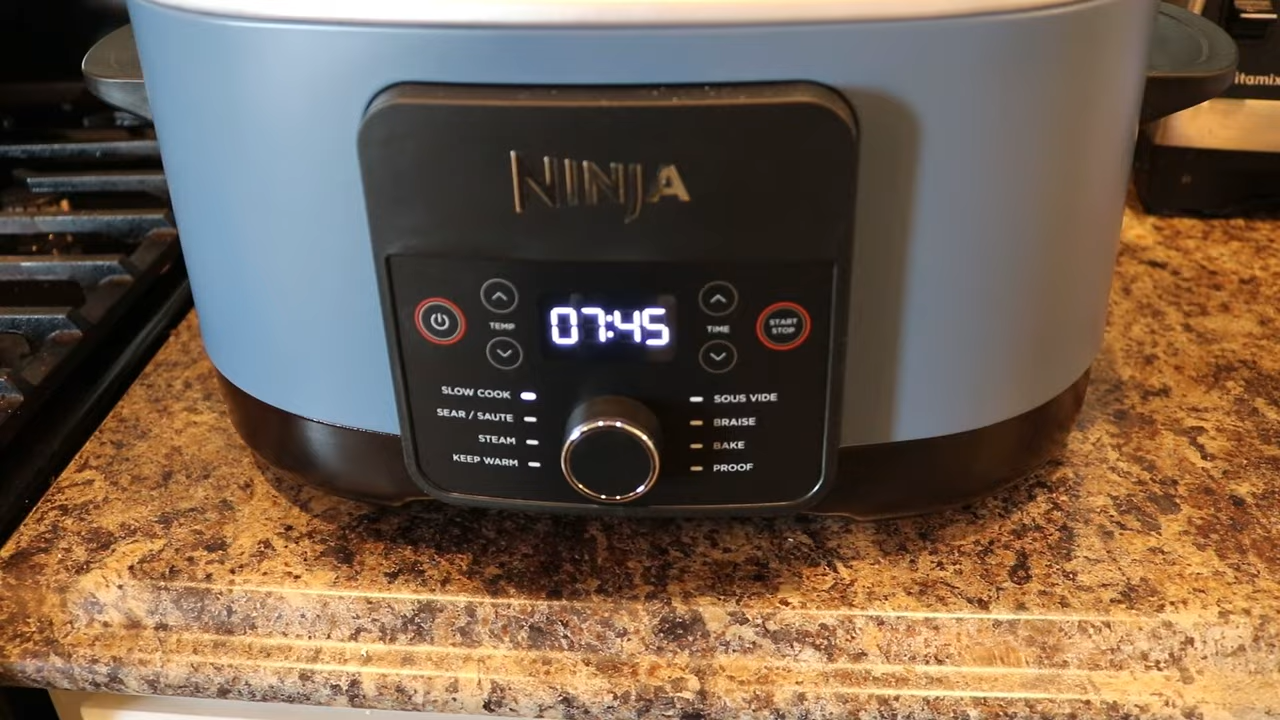 itamix
NINJA
TEMP
07:45
TIME
START
STOP
SLOW COOK
SEAR / SAUTE
STEAM
KEEP WARM
SOUS VIDE
BRAISE
BAKE
PROOF